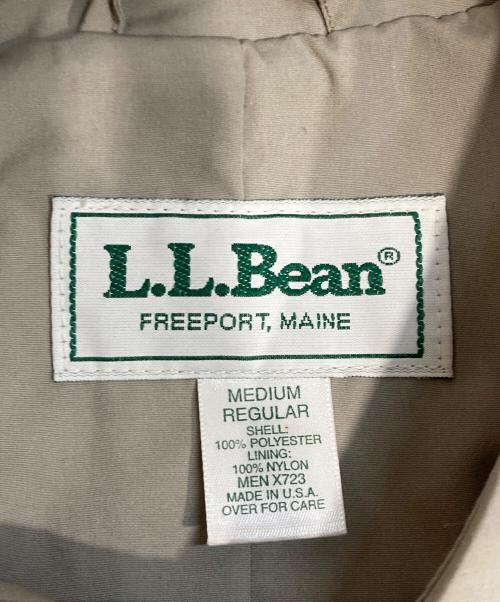 L.L.Bean®
FREEPORT, MAINE
MEDIUM
REGULAR
SHELL:
100% POLYESTER
LINING:
100% NYLON
MEN X723
MADE IN U.S.A.
OVER FOR CARE